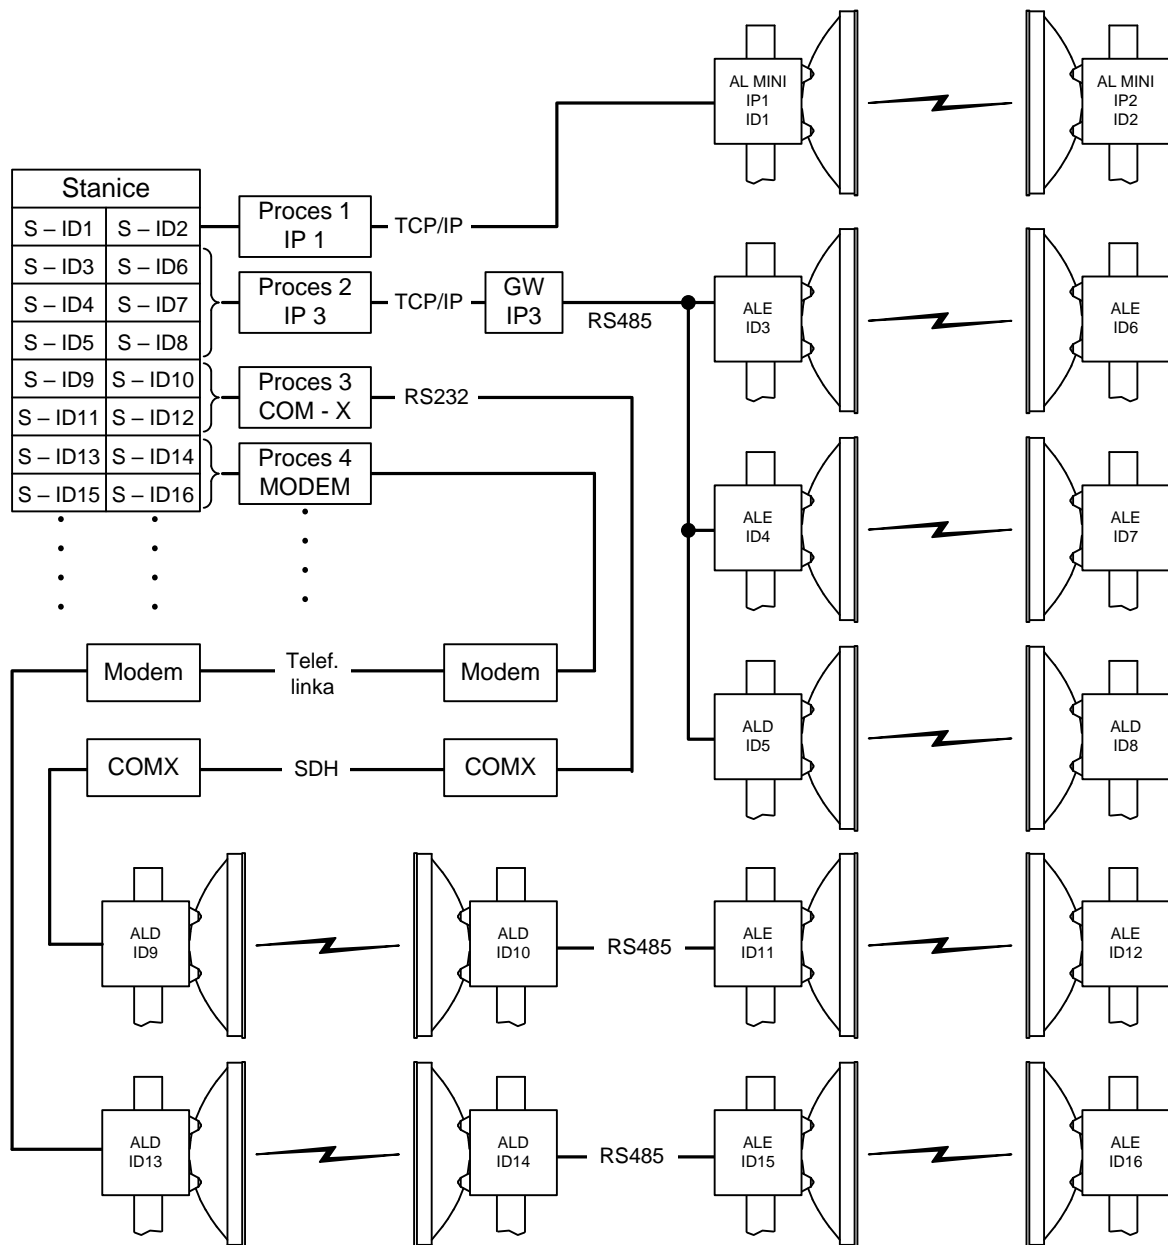 AL MINI
IP1
ID1
AL MINI
IP2
ID2
Stanice
S – ID1
S – ID2
S – ID3
S – ID6
S – ID4
S – ID7
S – ID5
S – ID8
S – ID9
S – ID10
S – ID11
S – ID12
S – ID13
S – ID14
S – ID15
S – ID16
Proces 1
IP 1
TCP/IP
Proces 2
IP 3
TCP/IP
GW
IP3
RS485
ALE
ID3
ALE
ID6
Proces 3
COM - X
RS232
Proces 4
MODEM
ALE
ID4
ALE
ID7
Modem
Telef.
linka
Modem
ALD
ID5
ALD
ID8
COMX
SDH
COMX
ALD
ID9
ALD
ID10
RS485
ALE
ID11
ALE
ID12
ALD
ID13
ALD
ID14
RS485
ALE
ID15
ALE
ID16